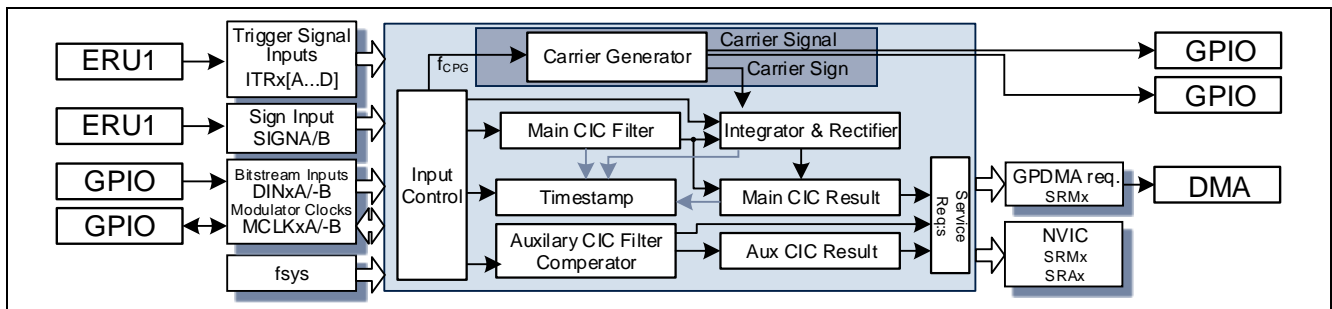 ERU1
Trigger Signal
Inputs
ITRx[A...D]
ERU1
Sign Input
SIGNA/B
GPIO
Bitstream Inputs
DINxA/-B
GPIO
Modulator Clocks
MCLKxA/-B
fsys
fCPG
Carrier Generator
Carrier Signal
Carrier Sign
Input
Control
Main CIC Filter
Integrator & Rectifier
Timestamp
Main CIC Result
Auxilary CIC Filter
Comperator
Aux CIC Result
Service
Req:s
GPIO
GPIO
GPDMA req.
SRMx
DMA
NVIC
SRMx
SRAx